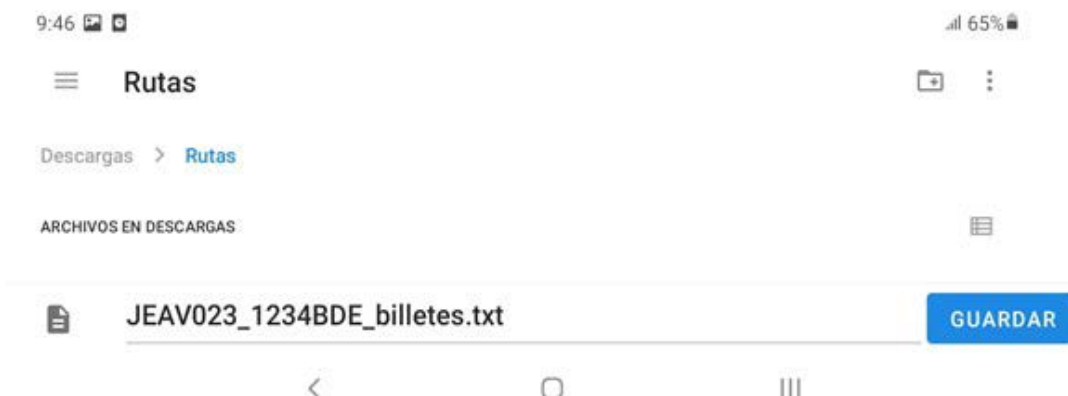 9:46 65%
Rutas
Descargas > Rutas
ARCHIVOS EN DESCARGAS
JEAV023_1234BDE_billetes.txt GUARDAR